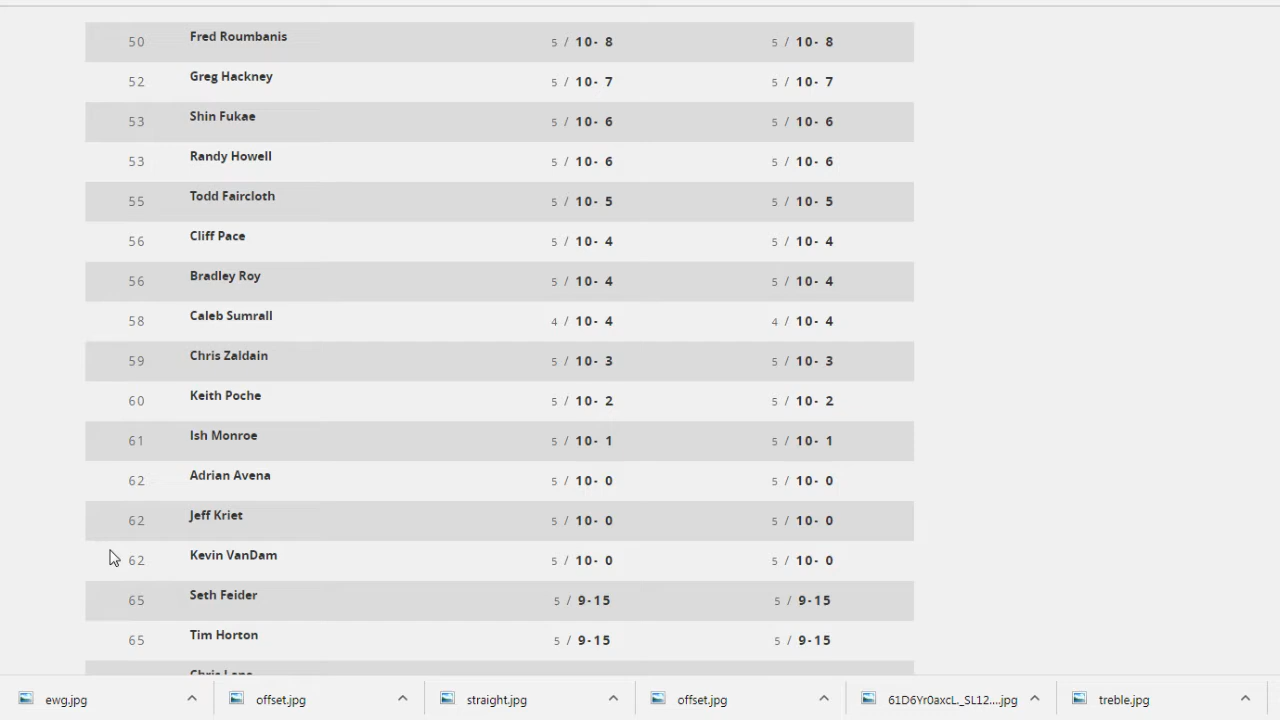 50 Fred Roumbanis 5 / 10- 8 5 / 10- 8
52 Greg Hackney 5 / 10- 7 5 / 10- 7
53 Shin Fukae 5 / 10- 6 5 / 10- 6
53 Randy Howell 5 / 10- 6 5 / 10- 6
55 Todd Faircloth 5 / 10- 5 5 / 10- 5
56 Cliff Pace 5 / 10- 4 5 / 10- 4
56 Bradley Roy 5 / 10- 4 5 / 10- 4
58 Caleb Sumrall 4 / 10- 4 4 / 10- 4
59 Chris Zaldain 5 / 10- 3 5 / 10- 3
60 Keith Poche 5 / 10- 2 5 / 10- 2
61 Ish Monroe 5 / 10- 1 5 / 10- 1
62 Adrian Avena 5 / 10- 0 5 / 10- 0
62 Jeff Kriet 5 / 10- 0 5 / 10- 0
62 Kevin VanDam 5 / 10- 0 5 / 10- 0
65 Seth Feider 5 / 9-15 5 / 9-15
65 Tim Horton 5 / 9-15 5 / 9-15
Chris Lane
ewg.jpg offset.jpg straight.jpg offset.jpg 61D6Yr0axcL._SL12....jpg treble.jpg